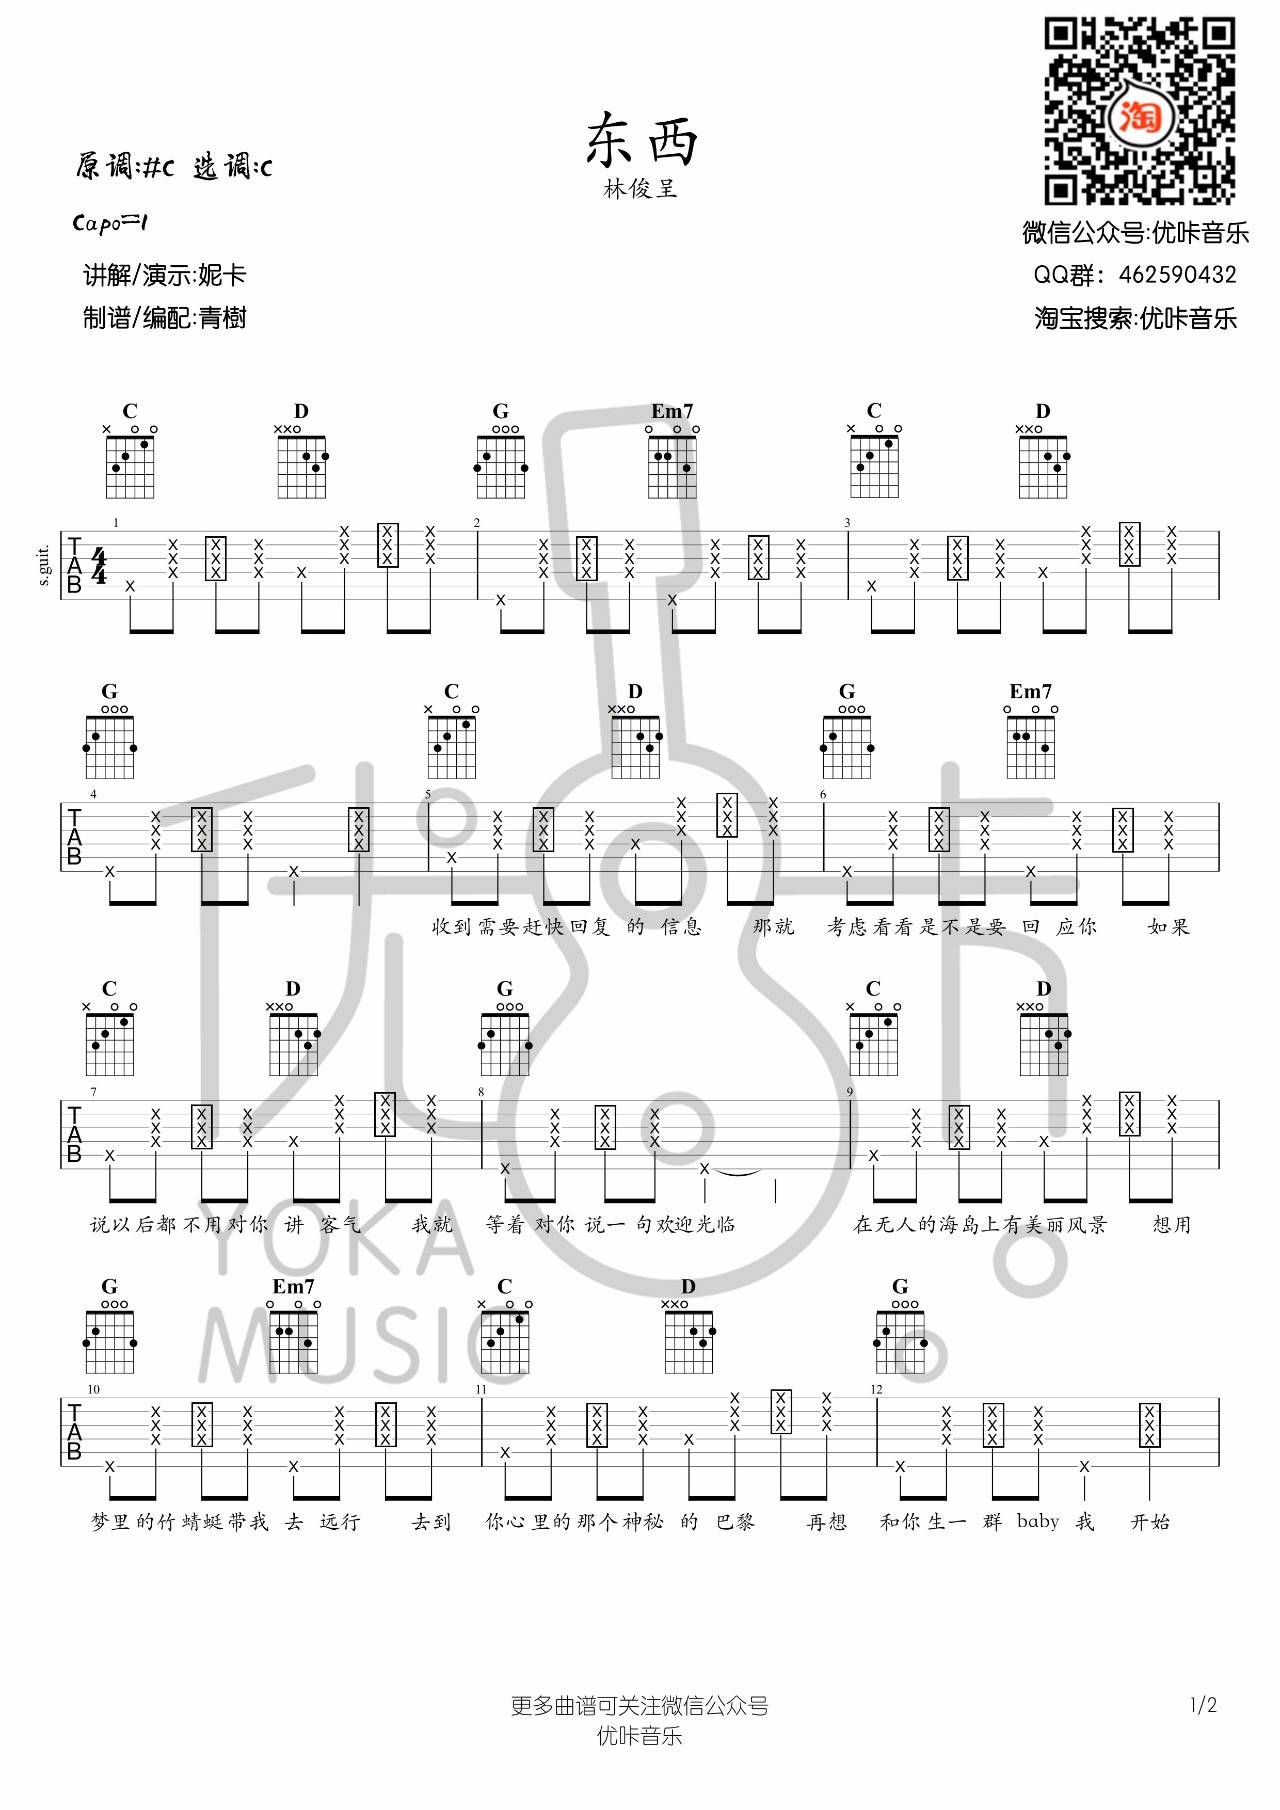 东西
林俊呈
原调:#C 选调:C
Capo=1
讲解/演示:妮卡
制谱/编配:青樹
淘
微信公众号:优咔音乐
QQ群：462590432
淘宝搜索:优咔音乐
C D G Em7 C D
1 2 3
s.guit.
TAB 4/4
G C D G Em7
4 5 6
TAB
收到需要赶快回复 的 信息 那就 考虑看看是不是要 回 应你 如果
C D G C D
7 8 9
TAB
说以后都不用对你 讲 客气 我就 等着 对你 说一 句欢迎光临 在无人的海岛上有美丽风景 想用
G Em7 C D G
10 11 12
TAB
梦里的竹蜻蜓带我 去 远行 去到 你心里的那个神秘 的 巴黎 再想 和你生一 群 baby 我 开始
优咔
YOKA
MUSIC
更多曲谱可关注微信公众号
优咔音乐
1/2